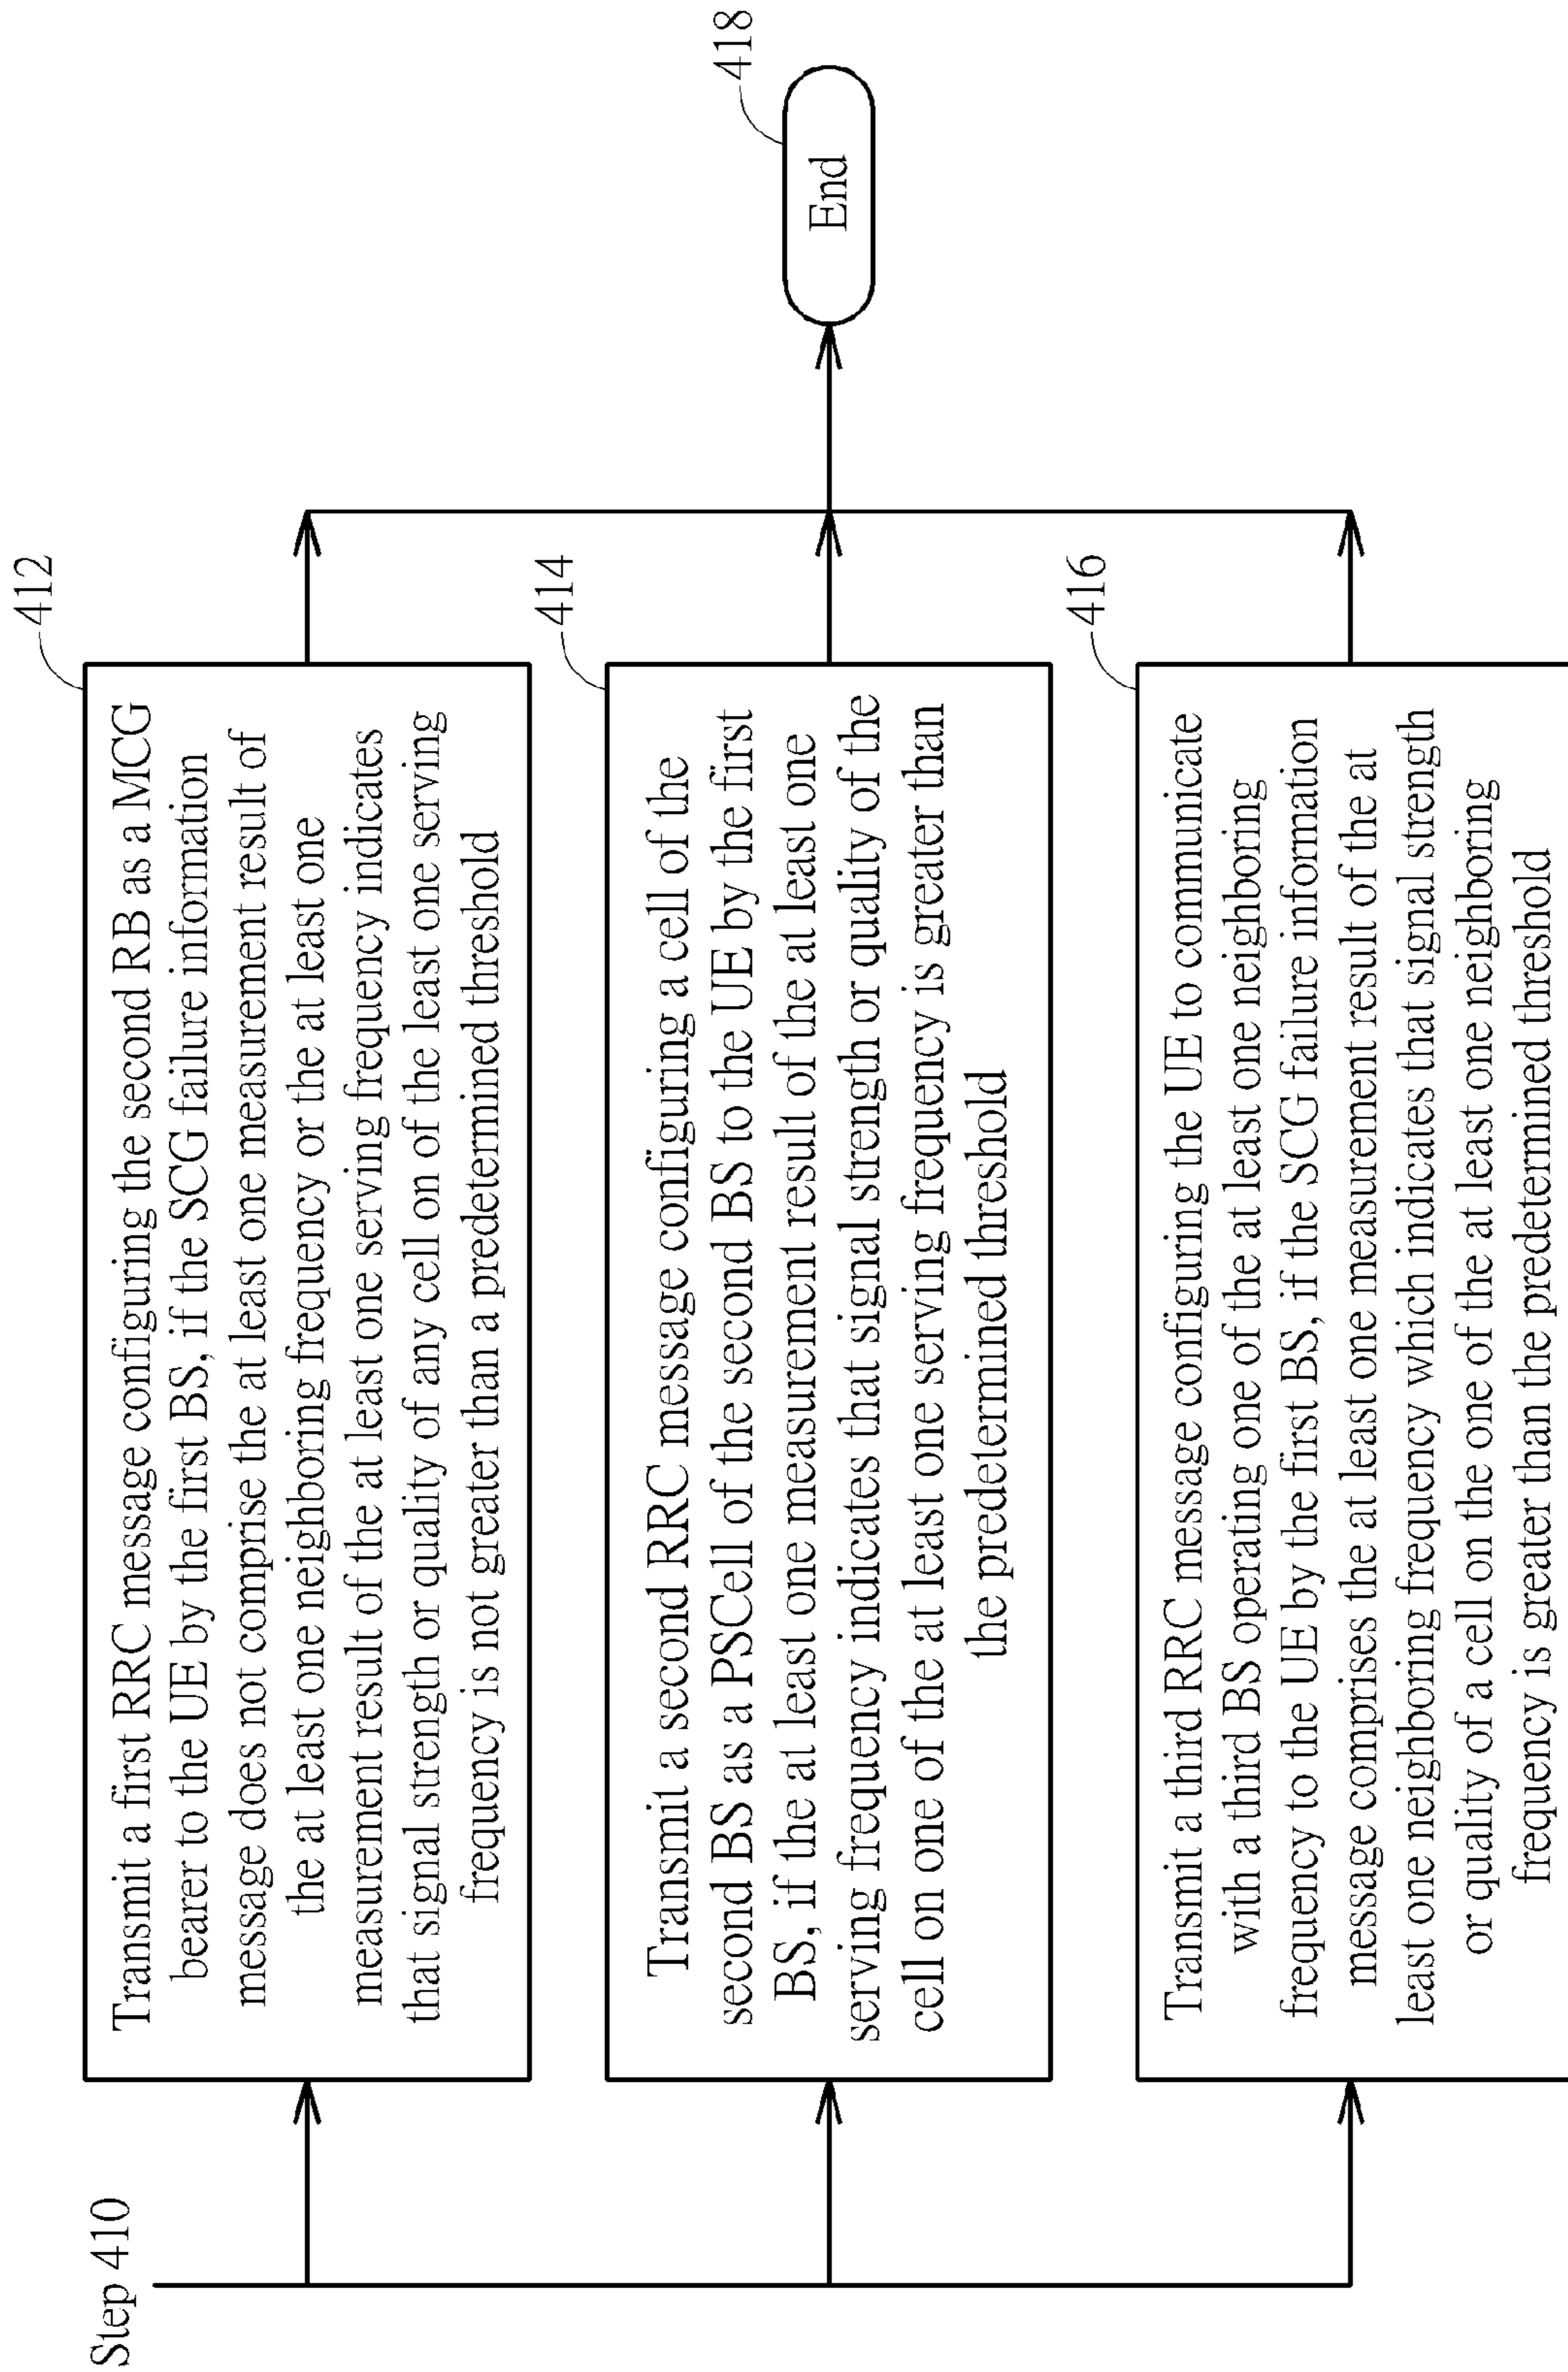 Step 410
412
Transmit a first RRC message configuring the second RB as a MCG
bearer to the UE by the first BS, if the SCG failure information
message does not comprise the at least one measurement result of
the at least one neighboring frequency or the at least one
measurement result of the at least one serving frequency indicates
that signal strength or quality of any cell on of the least one serving
frequency is not greater than a predetermined threshold
414
Transmit a second RRC message configuring a cell of the
second BS as a PSCell of the second BS to the UE by the first
BS, if the at least one measurement result of the at least one
serving frequency indicates that signal strength or quality of the
cell on one of the at least one serving frequency is greater than
the predetermined threshold
416
Transmit a third RRC message configuring the UE to communicate
with a third BS operating one of the at least one neighboring
frequency to the UE by the first BS, if the SCG failure information
message comprises the at least one measurement result of the at
least one neighboring frequency which indicates that signal strength
or quality of a cell on the one of the at least one neighboring
frequency is greater than the predetermined threshold
418
End